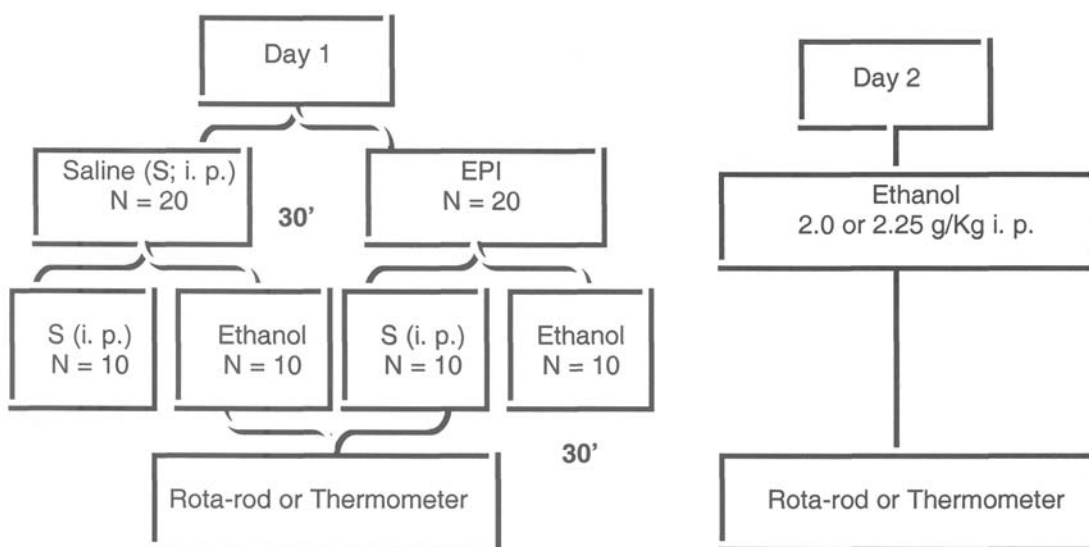 Day 1
Saline (S; i. p.)
N = 20
30'
EPI
N = 20
S (i. p.)
N = 10
Ethanol
N = 10
S (i. p.)
N = 10
Ethanol
N = 10
30'
Rota-rod or Thermometer
Day 2
Ethanol
2.0 or 2.25 g/Kg i. p.
Rota-rod or Thermometer